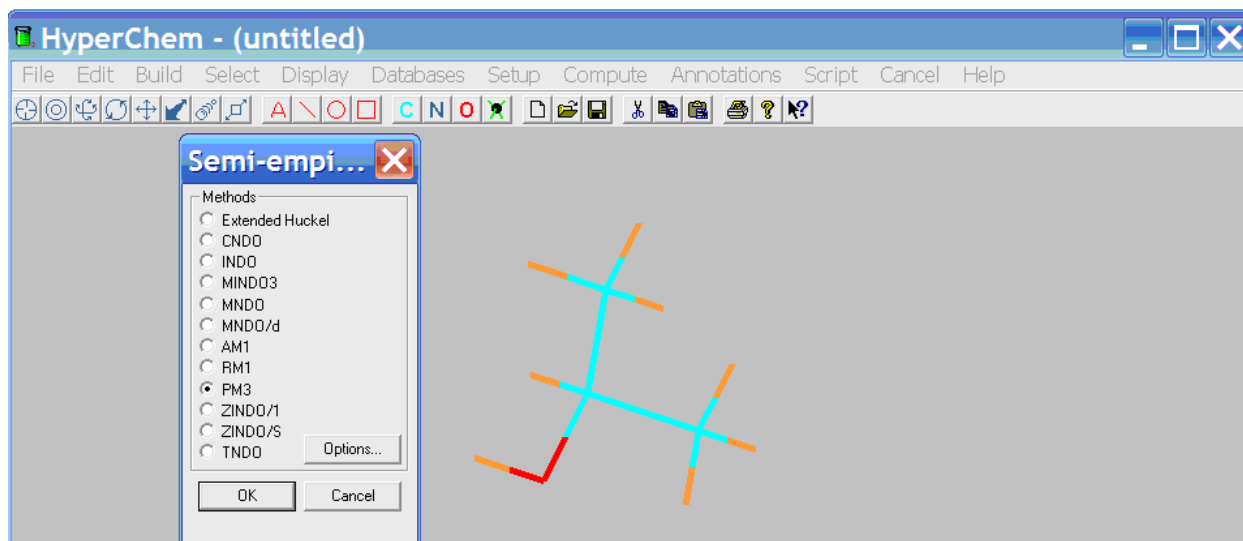 HyperChem - (untitled)
File Edit Build Select Display Databases Setup Compute Annotations Script Cancel Help
A C N O ? ?
Semi-empi...
Methods
Extended Huckel
CNDO
INDO
MINDO3
MNDO
MNDO/d
AM1
RM1
PM3
ZINDO/1
ZINDO/S
TNDO Options...
OK Cancel